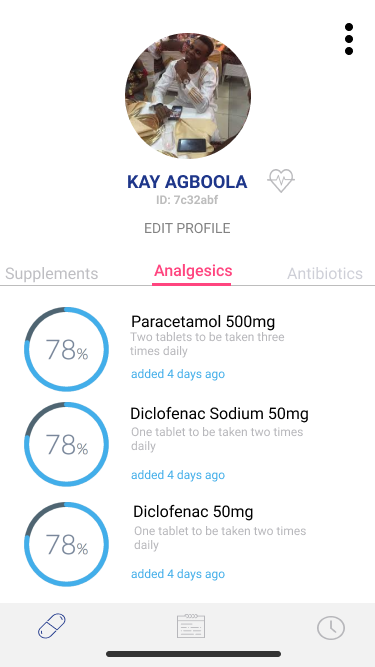 KAY AGBOOLA
ID: 7c32abf
EDIT PROFILE
Supplements
Analgesics
Antibiotics
78%
Paracetamol 500mg
Two tablets to be taken three
times daily
added 4 days ago
78%
Diclofenac Sodium 50mg
One tablet to be taken two times
daily
added 4 days ago
78%
Diclofenac 50mg
One tablet to be taken two times
daily
added 4 days ago